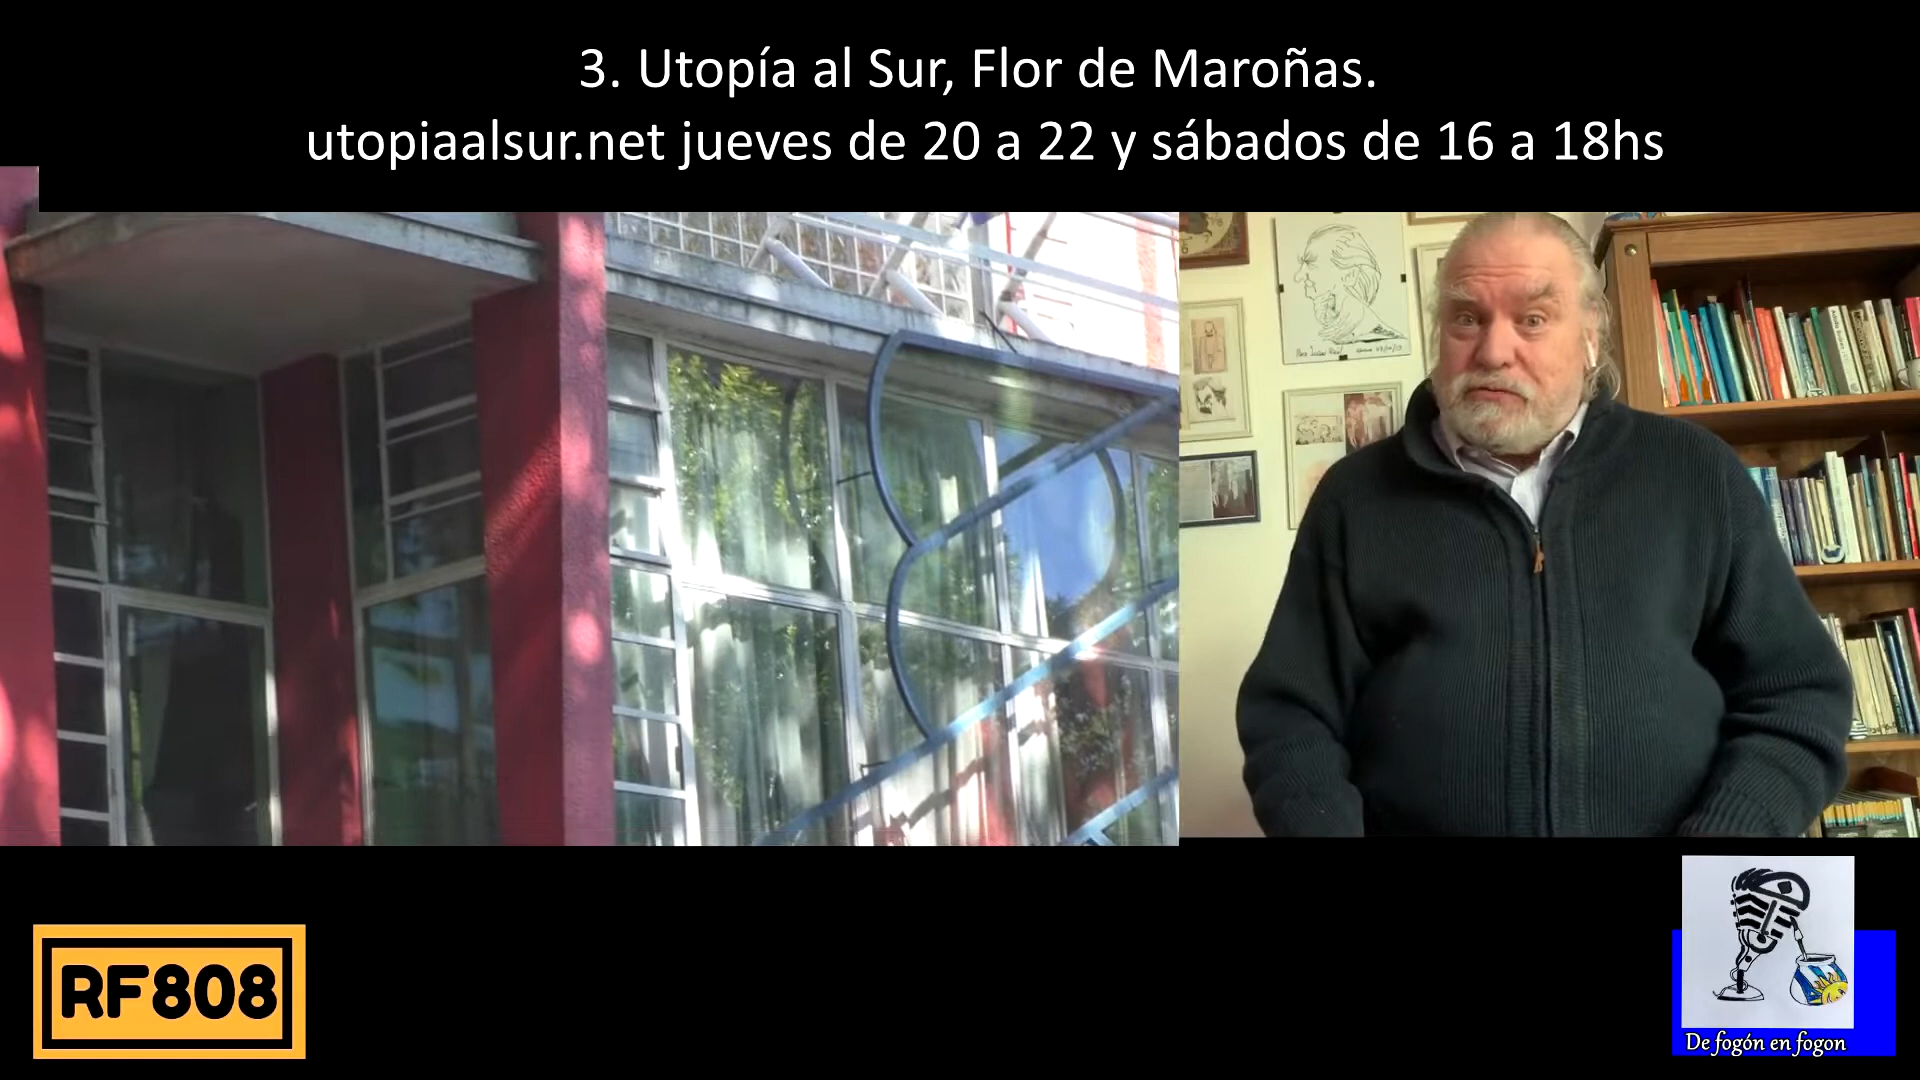 3. Utopía al Sur, Flor de Maroñas.
utopiaalsur.net jueves de 20 a 22 y sábados de 16 a 18hs
RF808
De fogón en fogon